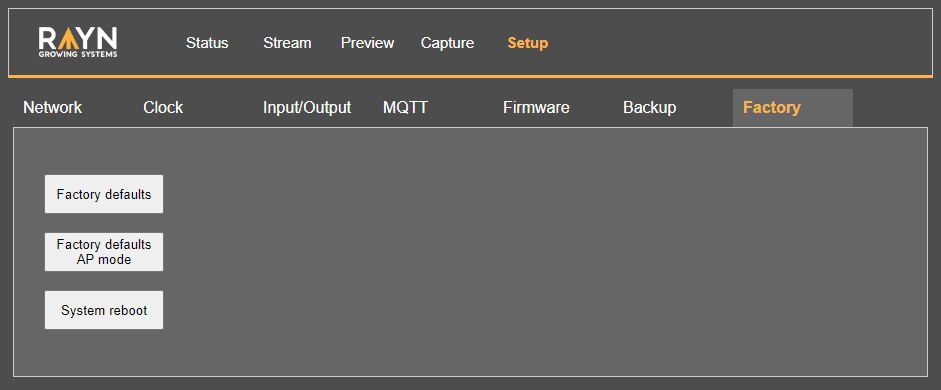 RAYN
GROWING SYSTEMS
Status Stream Preview Capture Setup
Network Clock Input/Output MQTT Firmware Backup Factory
Factory defaults
Factory defaults
AP mode
System reboot